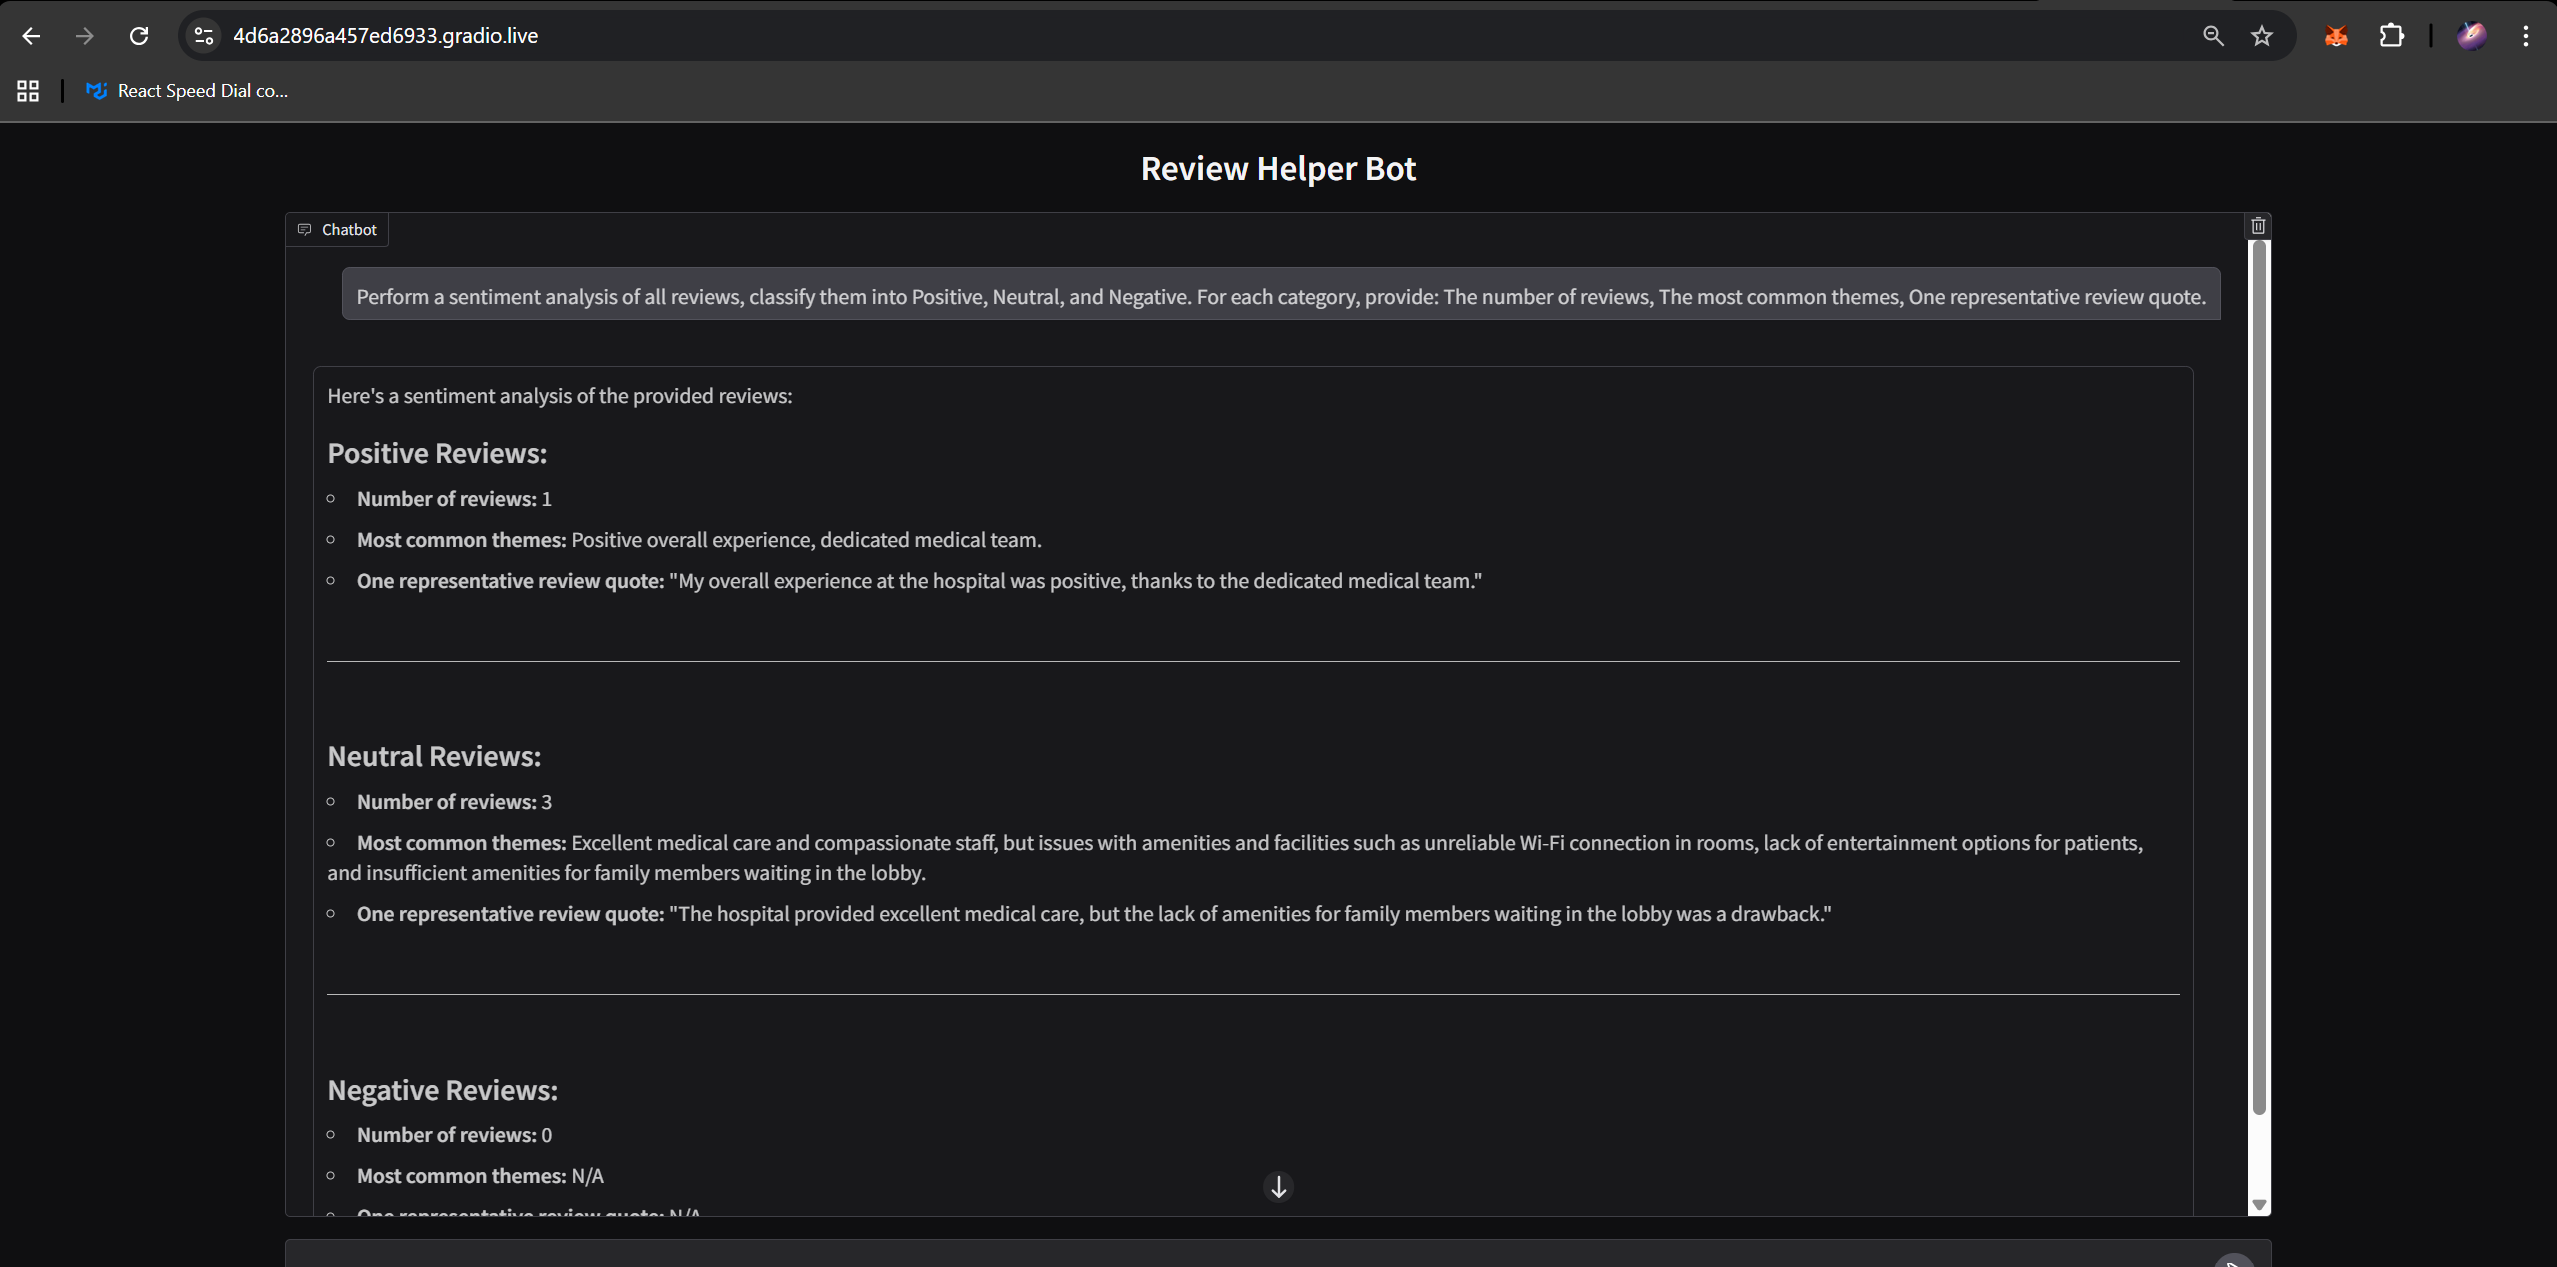 4d6a2896a457ed6933.gradio.live
React Speed Dial co...
Review Helper Bot
Chatbot
Perform a sentiment analysis of all reviews, classify them into Positive, Neutral, and Negative. For each category, provide: The number of reviews, The most common themes, One representative review quote.
Here's a sentiment analysis of the provided reviews:
Positive Reviews:
Number of reviews: 1
Most common themes: Positive overall experience, dedicated medical team.
One representative review quote: "My overall experience at the hospital was positive, thanks to the dedicated medical team."
Neutral Reviews:
Number of reviews: 3
Most common themes: Excellent medical care and compassionate staff, but issues with amenities and facilities such as unreliable Wi-Fi connection in rooms, lack of entertainment options for patients,
and insufficient amenities for family members waiting in the lobby.
One representative review quote: "The hospital provided excellent medical care, but the lack of amenities for family members waiting in the lobby was a drawback."
Negative Reviews:
Number of reviews: 0
Most common themes: N/A
One representative review quote: N/A